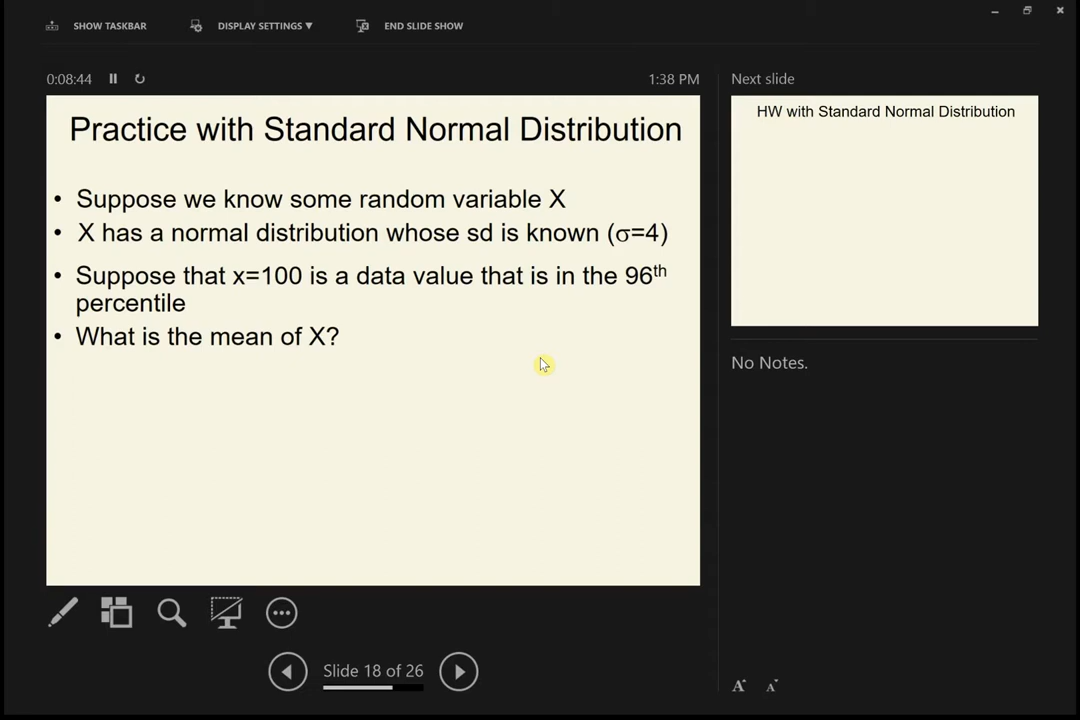 SHOW TASKBAR
DISPLAY SETTINGS ▼
END SLIDE SHOW
0:08:44
1:38 PM
Practice with Standard Normal Distribution
• Suppose we know some random variable X
• X has a normal distribution whose sd is known (σ=4)
• Suppose that x=100 is a data value that is in the 96th
percentile
• What is the mean of X?
Slide 18 of 26
Next slide
HW with Standard Normal Distribution
No Notes.
A A